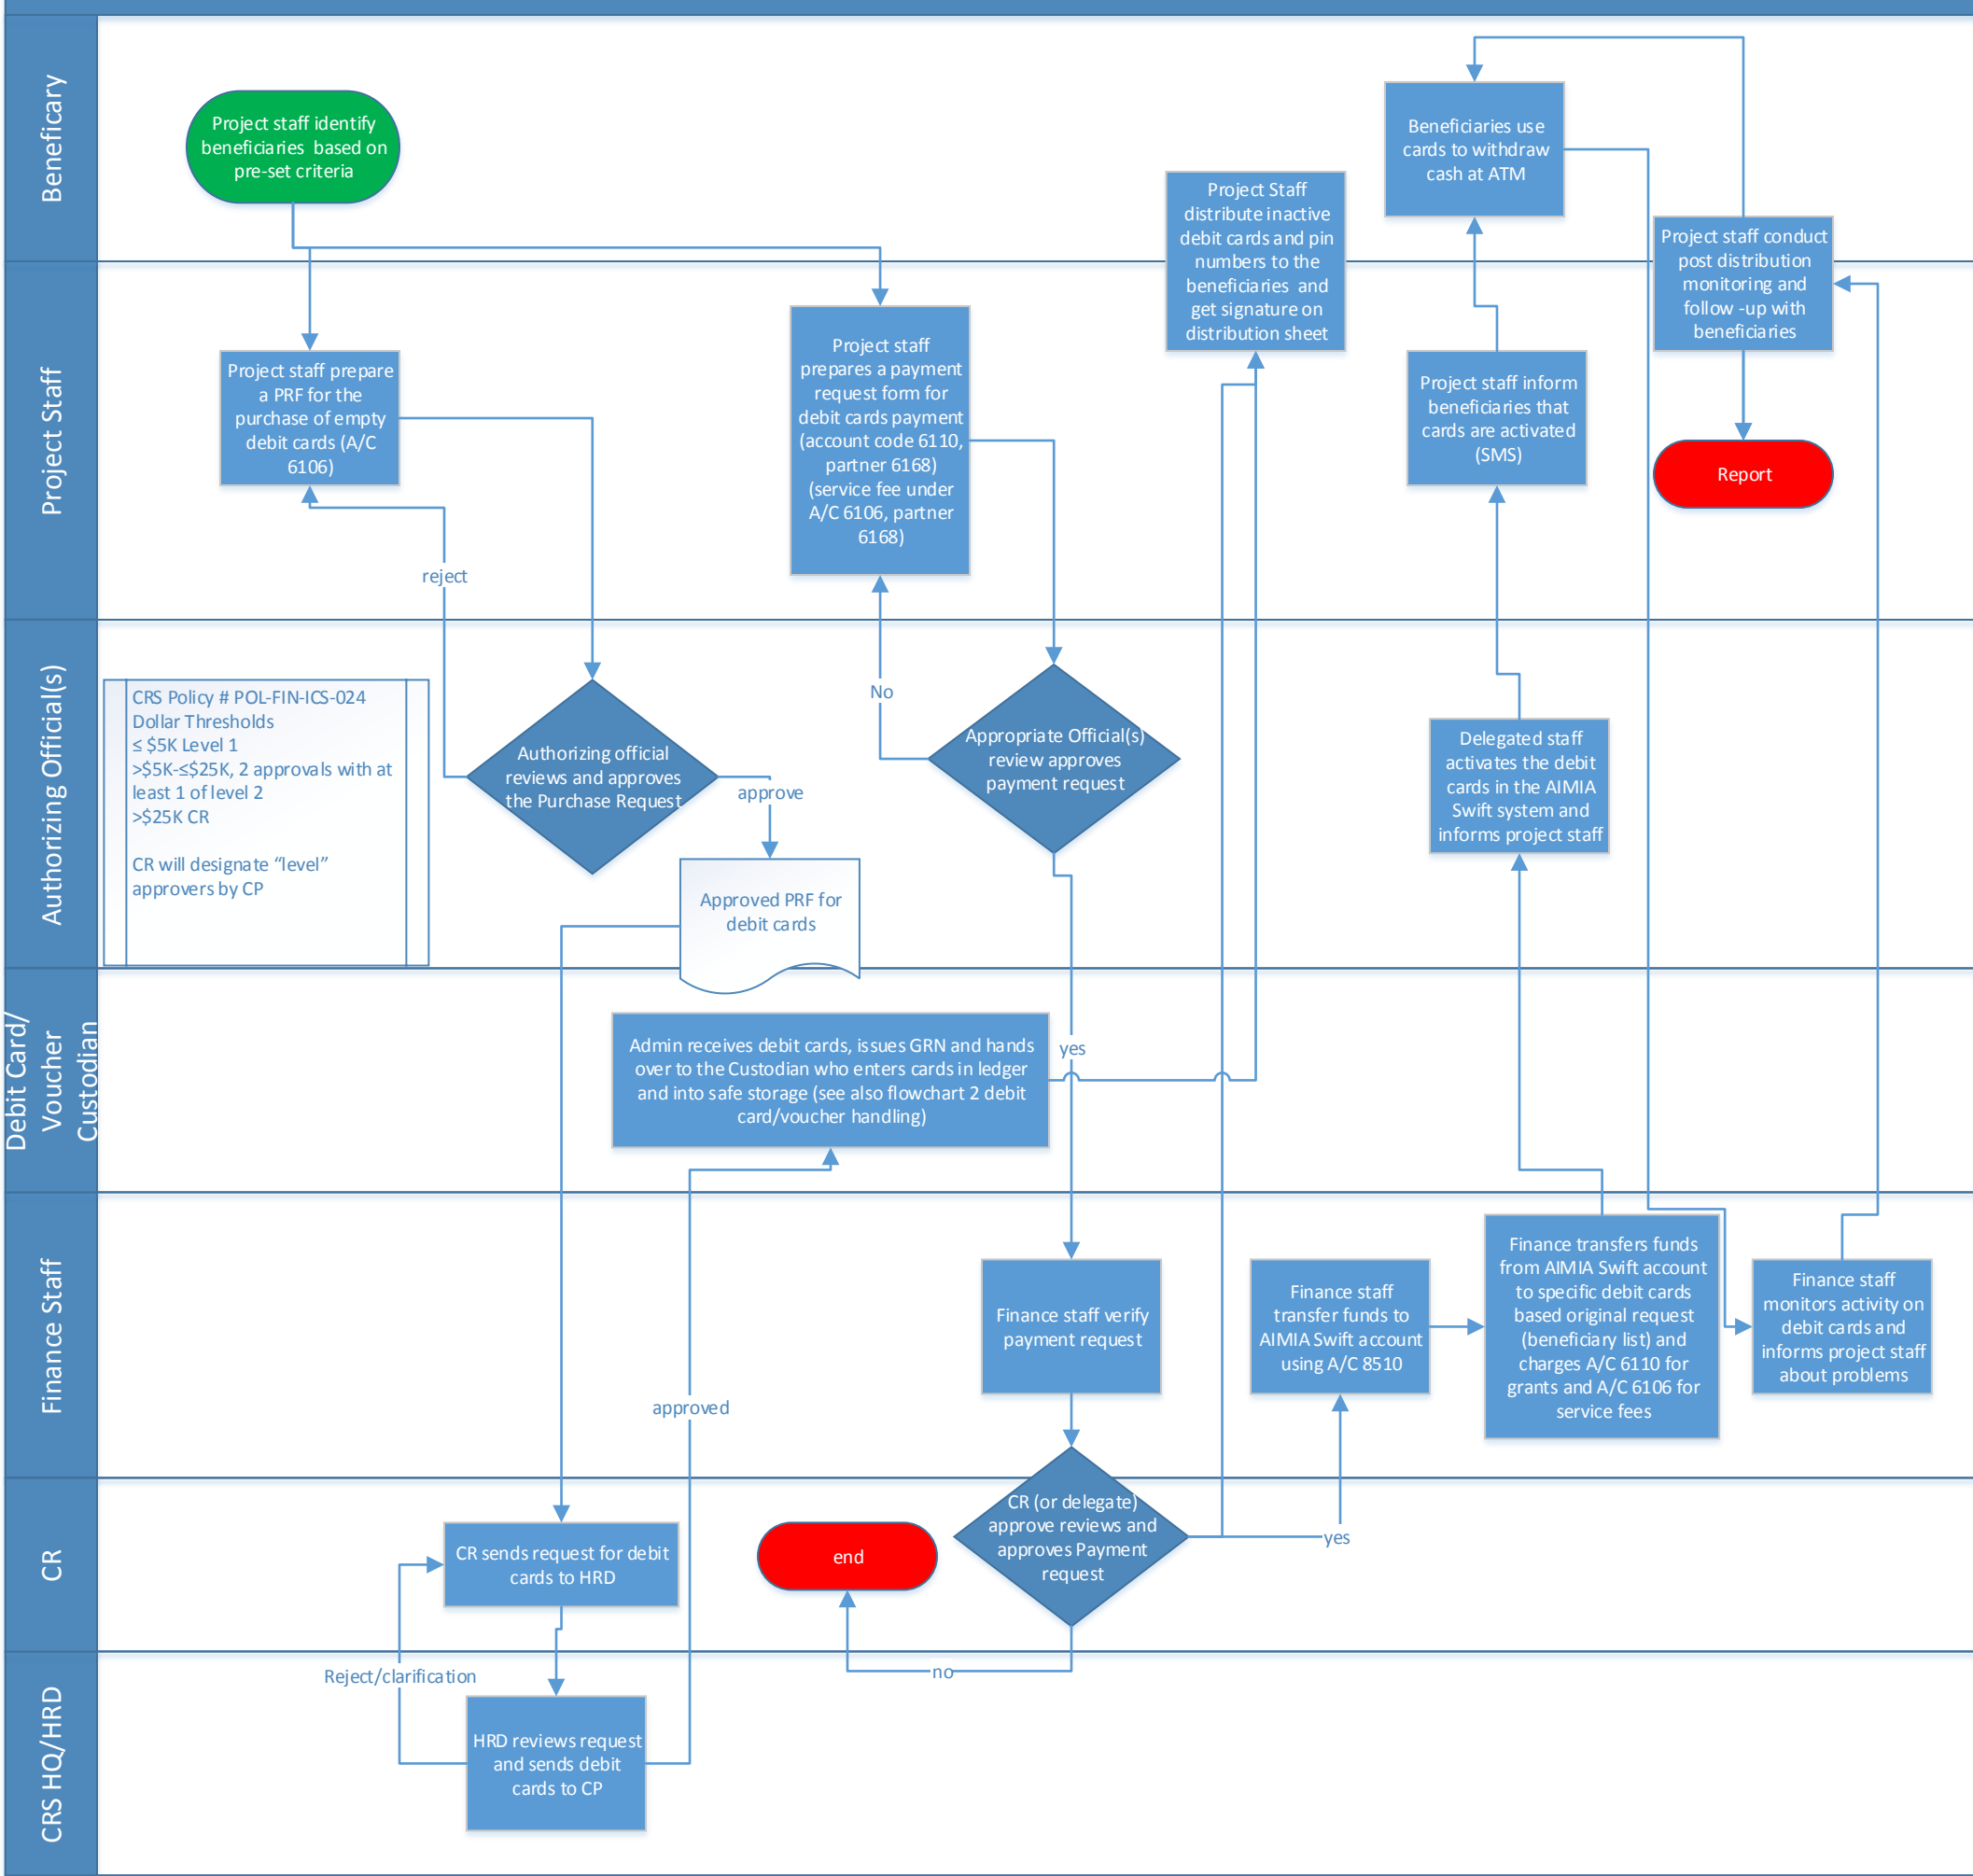 Beneficary
Project staff identify
beneficiaries based on
pre-set criteria
Beneficiaries use
cards to withdraw
cash at ATM
Project Staff
distribute inactive
debit cards and pin
numbers to the
beneficiaries and
get signature on
distribution sheet
Project staff conduct
post distribution
monitoring and
follow -up with
beneficiaries
Project Staff
Project staff prepare
a PRF for the
purchase of empty
debit cards (A/C
6106)
Project staff
prepares a payment
request form for
debit cards payment
(account code 6110,
partner 6168)
(service fee under
A/C 6106, partner
6168)
Project staff inform
beneficiaries that
cards are activated
(SMS)
Report
reject
Authorizing Official(s)
CRS Policy # POL-FIN-ICS-024
Dollar Thresholds
≤ $5K Level 1
>$5K-≤$25K, 2 approvals with at
least 1 of level 2
>$25K CR
CR will designate “level”
approvers by CP
Authorizing official
reviews and approves
the Purchase Request
approve
Approved PRF for
debit cards
No
Appropriate Official(s)
review approves
payment request
Delegated staff
activates the debit
cards in the AIMIA
Swift system and
informs project staff
Debit Card/
Voucher
Custodian
Admin receives debit cards, issues GRN and hands
over to the Custodian who enters cards in ledger
and into safe storage (see also flowchart 2 debit
card/voucher handling)
yes
Finance Staff
Finance staff verify
payment request
Finance staff
transfer funds to
AIMIA Swift account
using A/C 8510
Finance transfers funds
from AIMIA Swift account
to specific debit cards
based original request
(beneficiary list) and
charges A/C 6110 for
grants and A/C 6106 for
service fees
Finance staff
monitors activity on
debit cards and
informs project staff
about problems
approved
CR
CR sends request for debit
cards to HRD
end
CR (or delegate)
approve reviews and
approves Payment
request
yes
no
CRS HQ/HRD
Reject/clarification
HRD reviews request
and sends debit
cards to CP